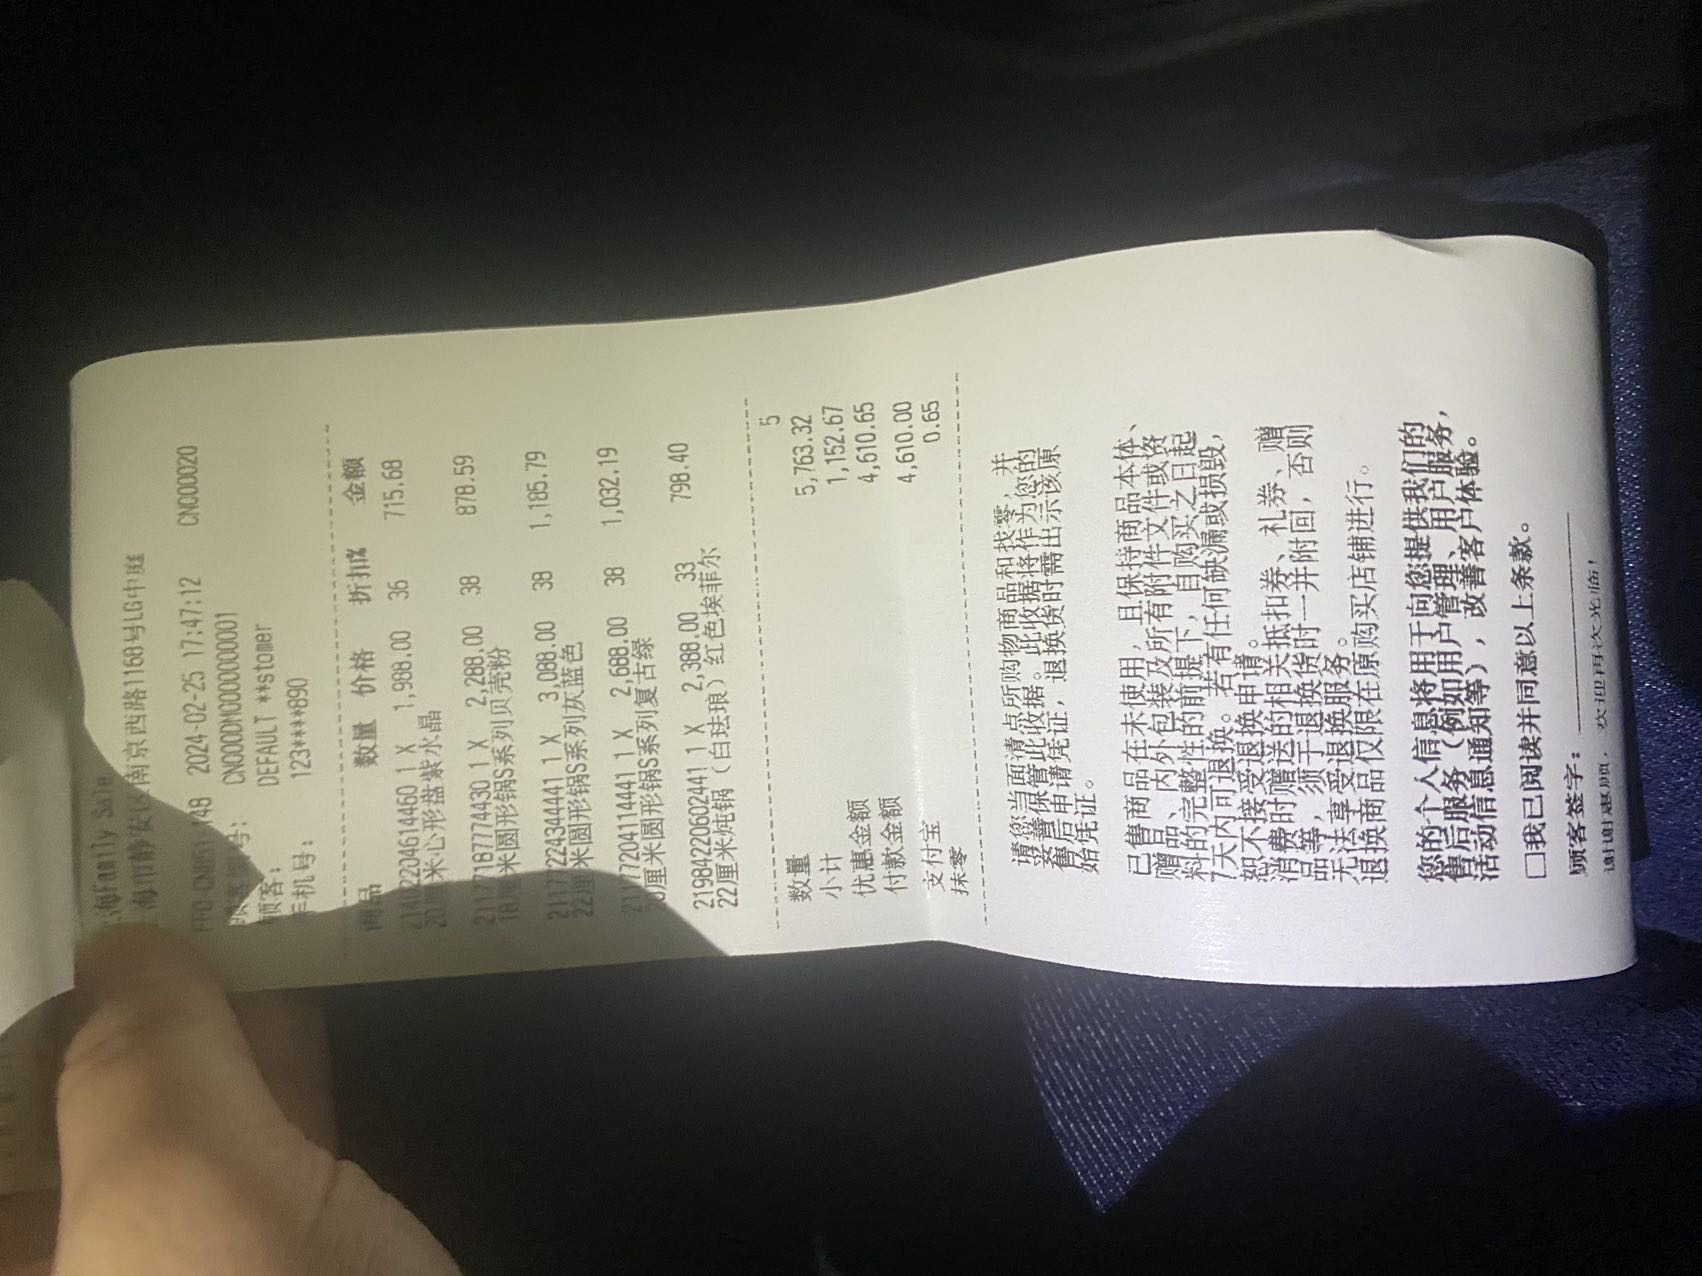 海Family Sale
海市静安区南京西路1168号LG中庭
148 2024-02-25 17:47:12 CN000020
号: CN000M0000000001
顾客: DEFAULT **stomer
手机号: 123****890
商品 数量 价格 折扣% 金额
214022204614460 1 X 1,988.00 36 715.68
20厘米心形盘紫水晶
21177187774430 1 X 2,288.00 38 878.59
18厘米圆形锅S系列贝壳粉
21177224344441 1 X 3,088.00 38 1,185.79
22厘米圆形锅S系列灰蓝色
21177204114441 1 X 2,688.00 38 1,032.19
20厘米圆形锅S系列复古绿
21984220602441 1 X 2,388.00 33 798.40
22厘米炖锅（白珐琅）红色埃菲尔
数量 5
小计 5,763.32
优惠金额 1,152.67
付款金额 4,610.65
支付宝 4,610.00
抹零 0.65
请您当面清点所购物商品和找零，并
妥善保管此收据。此收据将作为您的
售后申请凭证，退换货时需出示该原
始凭证。
已售商品在未使用，且保持商品本体、
赠品、内外包装及所有附件文件或资
料的完整性的前提下，自购买之日起
7天内可退换。若有任何缺漏或损毁，
恕不接受退换申请。
消费时赠送的相关抵扣券、礼券、赠
品等，须于退换货时一并附回，否则
无法享受退换服务。
退换商品仅限在原购买店铺进行。
您的个人信息将用于向您提供我们的
售后服务（例如用户管理、用户服务，
活动信息通知等），改善客户体验。
□我已阅读并同意以上条款。
顾客签字:
谢谢惠顾，欢迎再次光临！